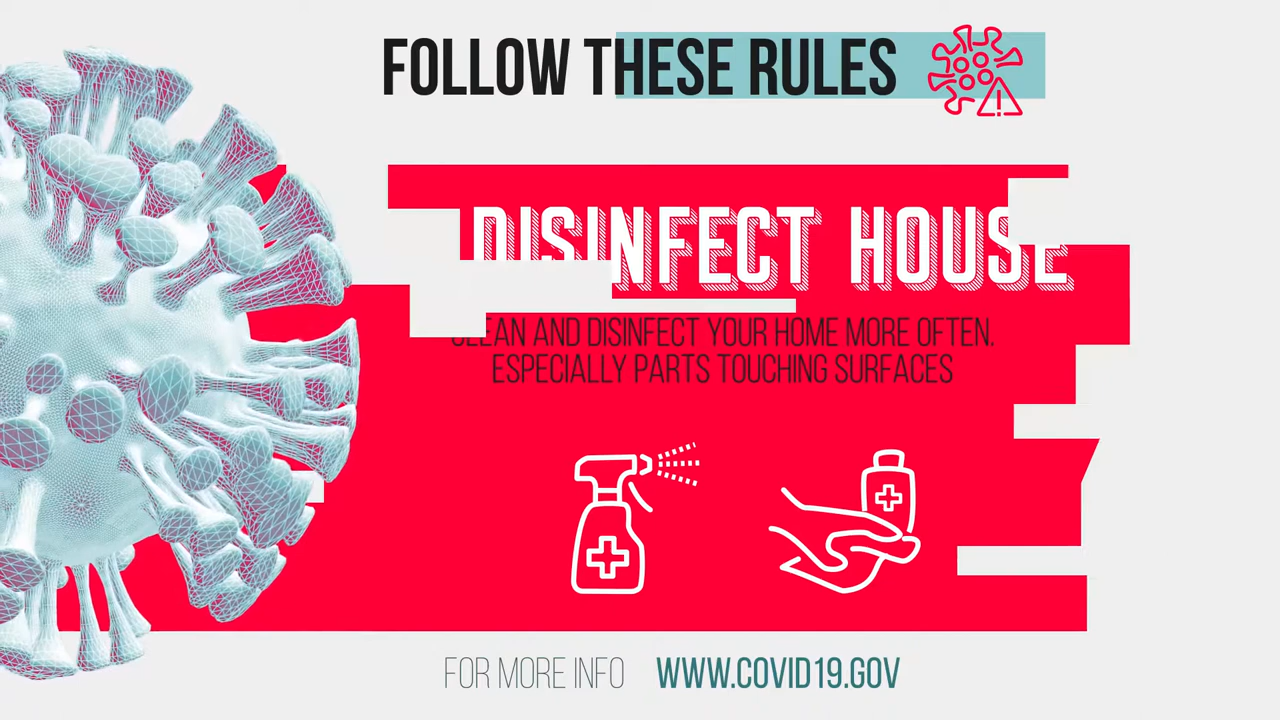 FOLLOW THESE RULES
DISINFECT HOUSE
CLEAN AND DISINFECT YOUR HOME MORE OFTEN.
ESPECIALLY PARTS TOUCHING SURFACES
FOR MORE INFO WWW.COVID19.GOV